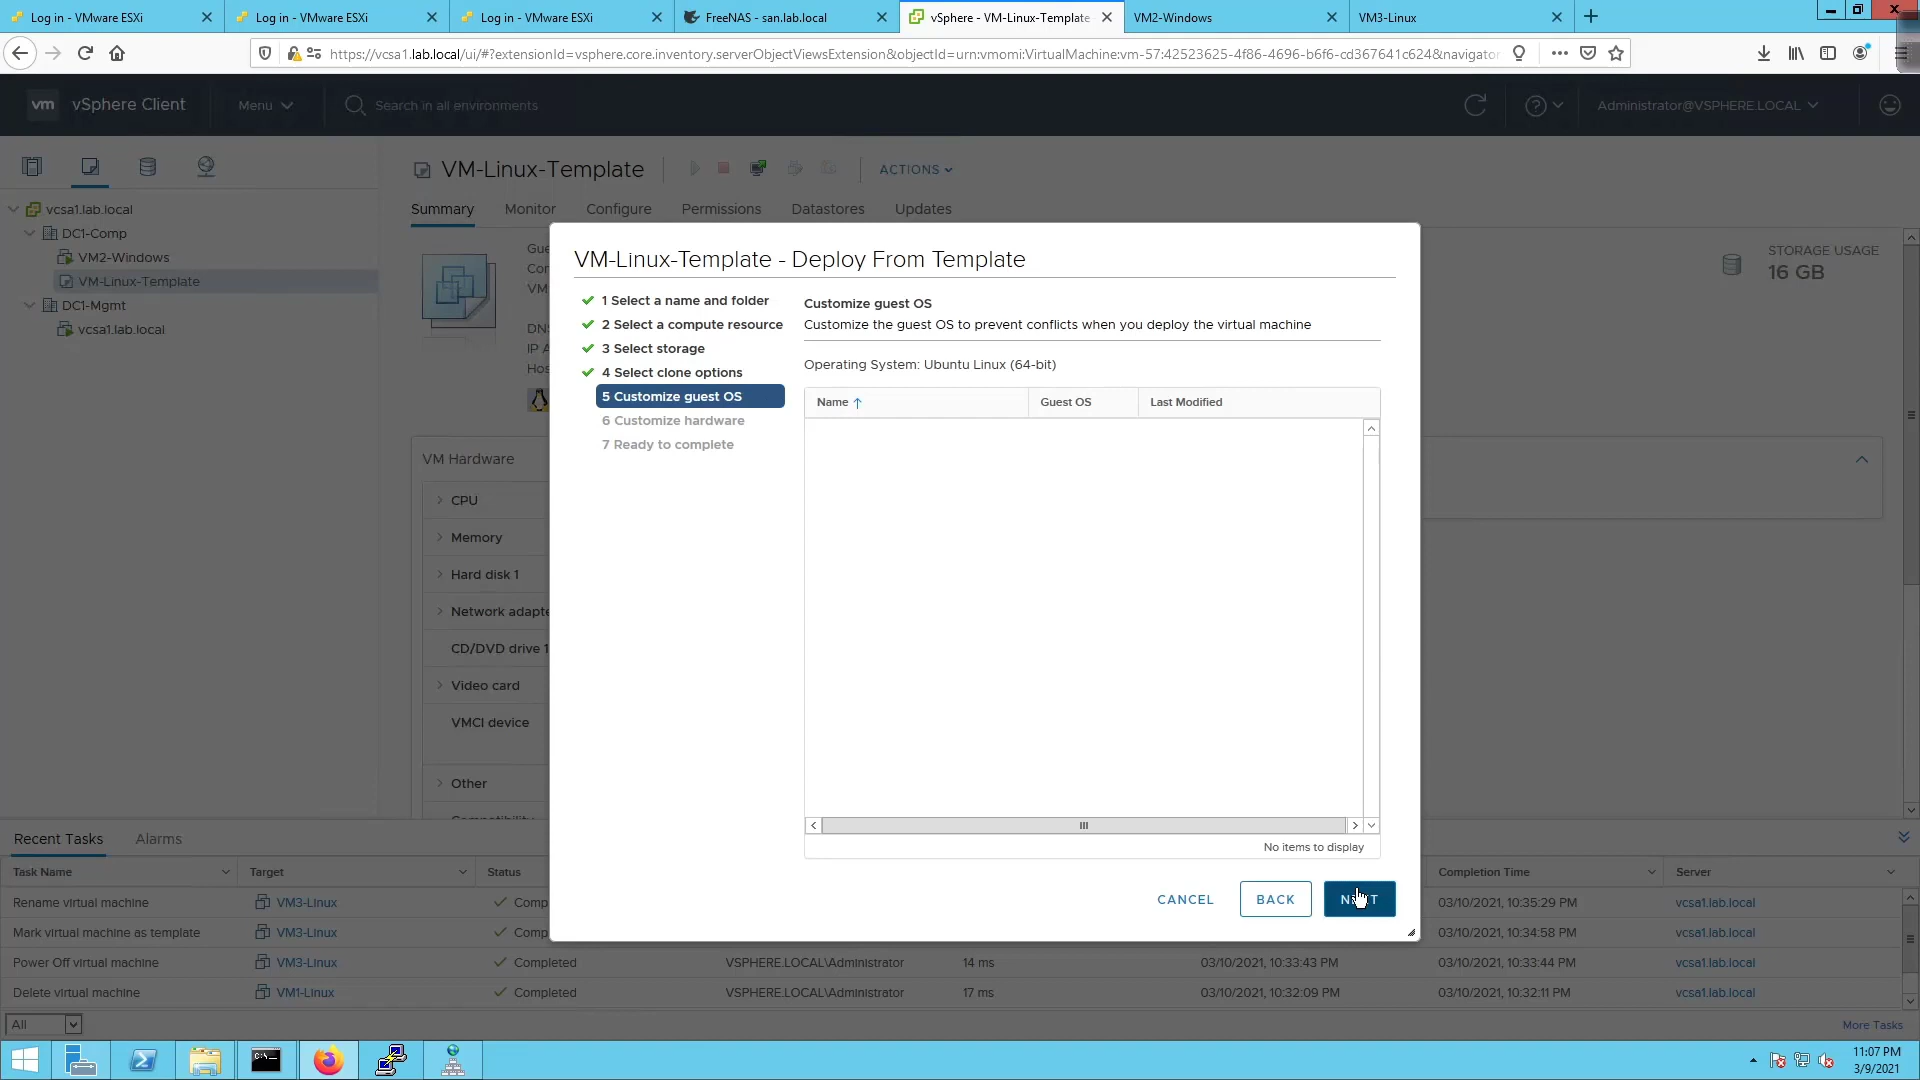 Log in - VMware ESXi
Log in - VMware ESXi
Log in - VMware ESXi
FreeNAS - san.lab.local
vSphere - VM-Linux-Template
VM2-Windows
VM3-Linux
https://vcsa1.lab.local/ui/#?extensionId=vsphere.core.inventory.serverObjectViewsExtension&objectId=urn:vmomi:VirtualMachine:vm-57:42523625-4f86-4696-b6f6-cd367641c624&navigator
vm vSphere Client
Menu
Search in all environments
Administrator@VSPHERE.LOCAL
vcsa1.lab.local
DC1-Comp
VM2-Windows
VM-Linux-Template
DC1-Mgmt
vcsa1.lab.local
VM-Linux-Template
ACTIONS
Summary Monitor Configure Permissions Datastores Updates
Gue
Con
VM
DNS
IP A
Hos
STORAGE USAGE
16 GB
VM Hardware
CPU
Memory
Hard disk 1
Network adapte
CD/DVD drive 1
Video card
VMCI device
Other
VM-Linux-Template - Deploy From Template
1 Select a name and folder
2 Select a compute resource
3 Select storage
4 Select clone options
5 Customize guest OS
6 Customize hardware
7 Ready to complete
Customize guest OS
Customize the guest OS to prevent conflicts when you deploy the virtual machine
Operating System: Ubuntu Linux (64-bit)
Name Guest OS Last Modified
No items to display
CANCEL BACK NEXT
Recent Tasks Alarms
Task Name Target Status Completion Time Server
Rename virtual machine VM3-Linux Comp 03/10/2021, 10:35:29 PM vcsa1.lab.local
Mark virtual machine as template VM3-Linux Comp 03/10/2021, 10:34:58 PM vcsa1.lab.local
Power Off virtual machine VM3-Linux Completed VSPHERE.LOCAL\Administrator 14 ms 03/10/2021, 10:33:43 PM 03/10/2021, 10:33:44 PM vcsa1.lab.local
Delete virtual machine VM1-Linux Completed VSPHERE.LOCAL\Administrator 17 ms 03/10/2021, 10:32:09 PM 03/10/2021, 10:32:11 PM vcsa1.lab.local
All
More Tasks
11:07 PM
3/9/2021